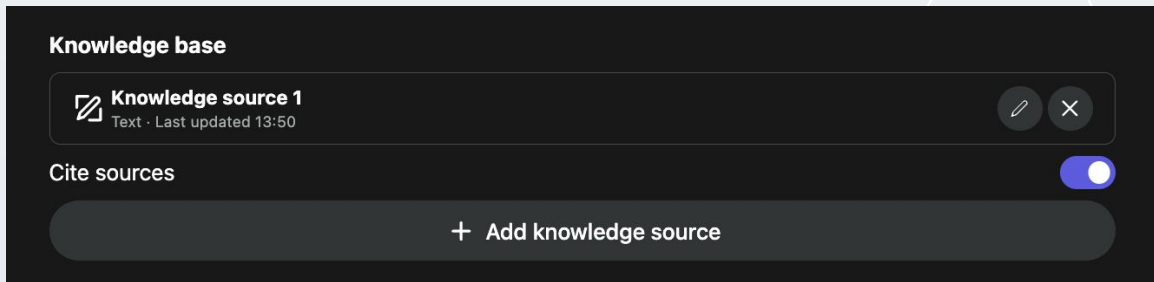 Knowledge base
Knowledge source 1
Text · Last updated 13:50
Cite sources
+ Add knowledge source